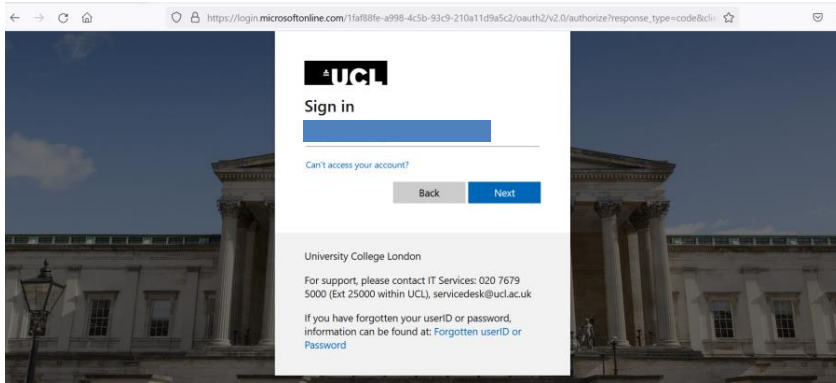 https://login.microsoftonline.com/1faf88fe-a998-4c5b-93c9-210a11d9a5c2/oauth2/v2.0/authorize?response_type=code&clie
UCL
Sign in
Can't access your account?
Back Next
University College London
For support, please contact IT Services: 020 7679
5000 (Ext 25000 within UCL), servicedesk@ucl.ac.uk
If you have forgotten your userID or password,
information can be found at: Forgotten userID or
Password